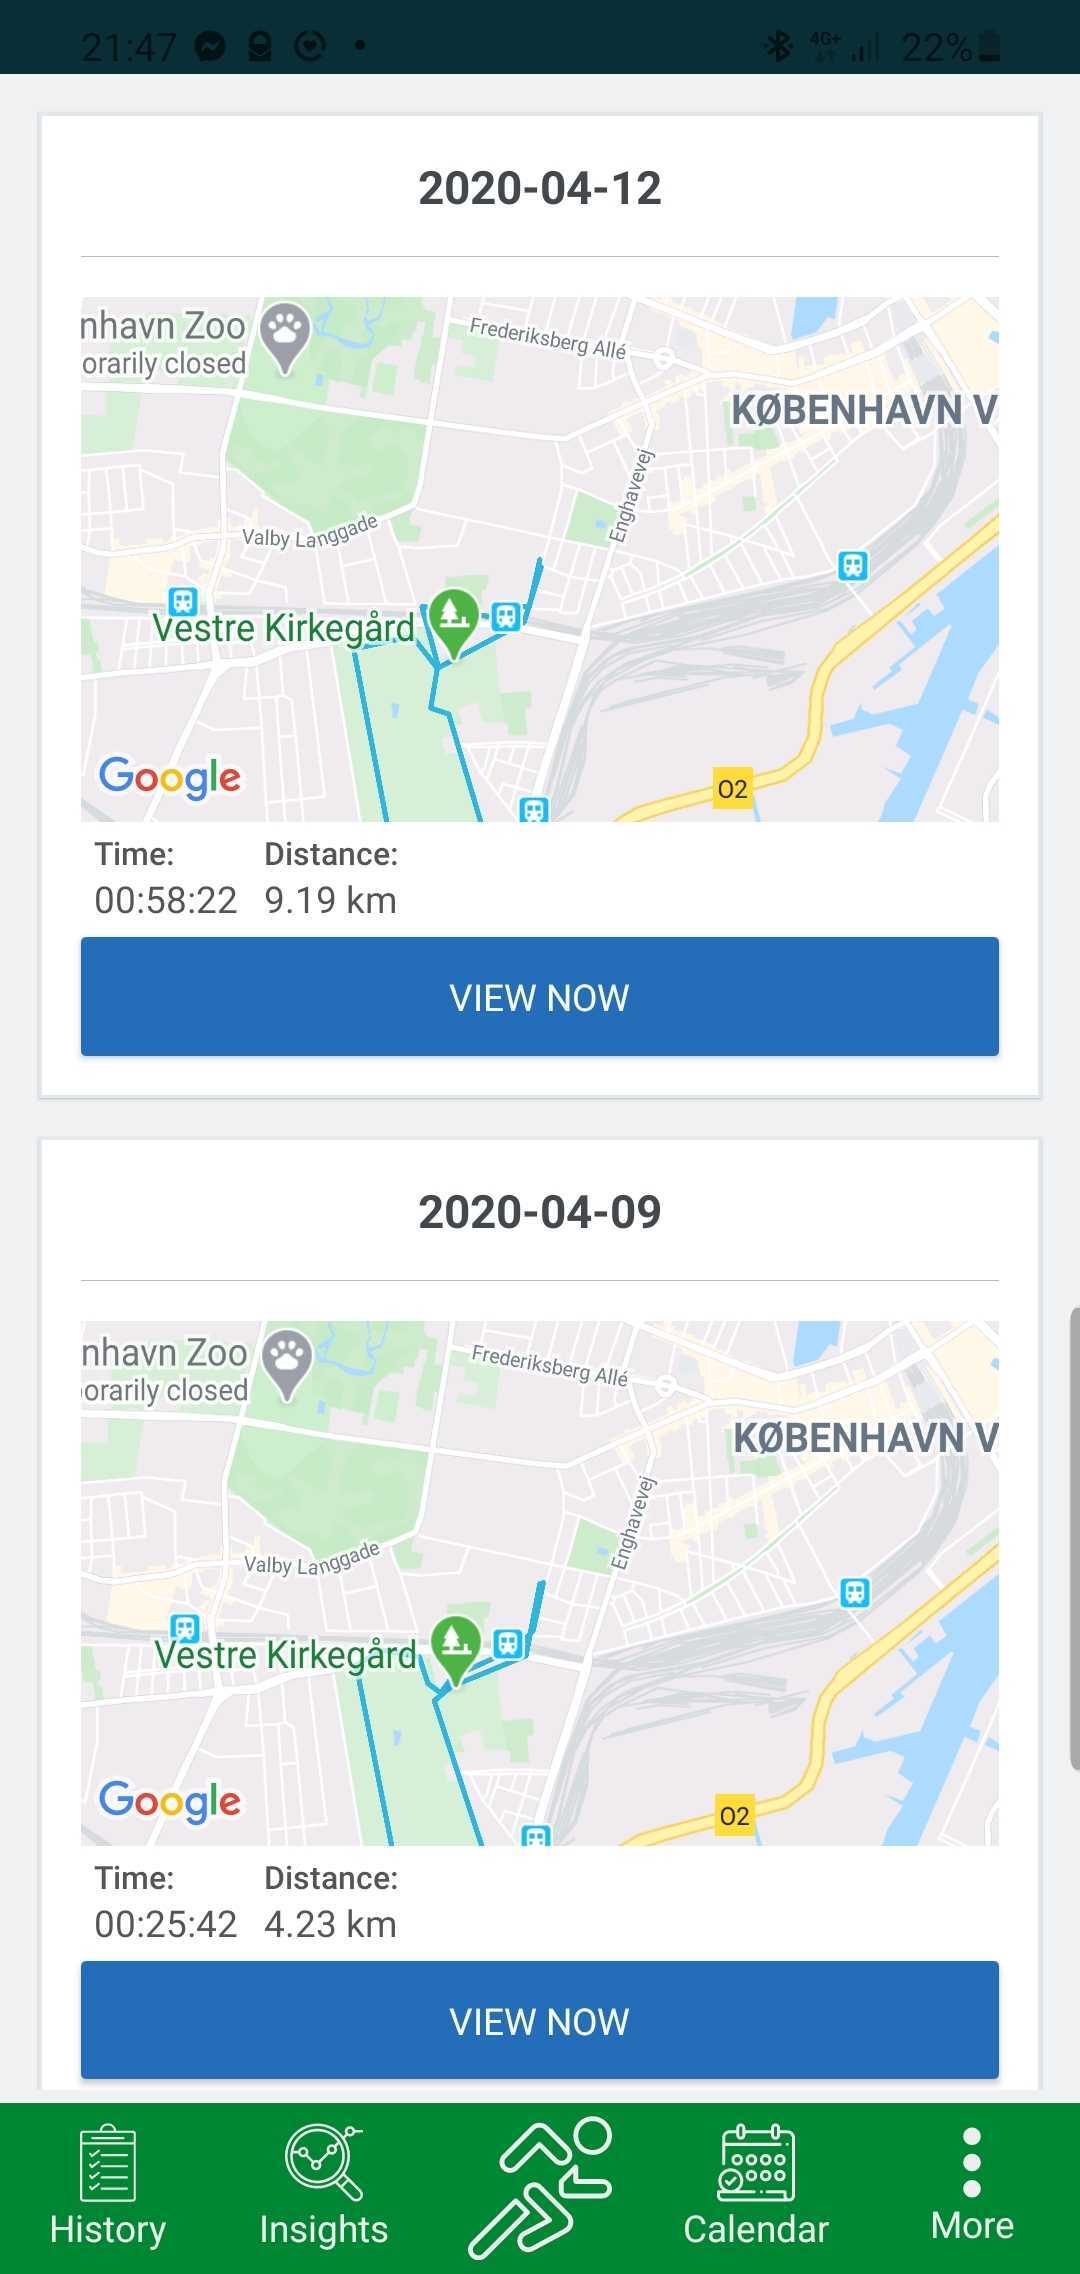 21:47
4G+
22%
2020-04-12
nhavn Zoo
orarily closed
Frederiksberg Allé
KØBENHAVN V
Enghavevej
Valby Langgade
Vestre Kirkegård
Google
02
Time: Distance:
00:58:22 9.19 km
VIEW NOW
2020-04-09
nhavn Zoo
orarily closed
Frederiksberg Allé
KØBENHAVN V
Enghavevej
Valby Langgade
Vestre Kirkegård
Google
02
Time: Distance:
00:25:42 4.23 km
VIEW NOW
History Insights Calendar More